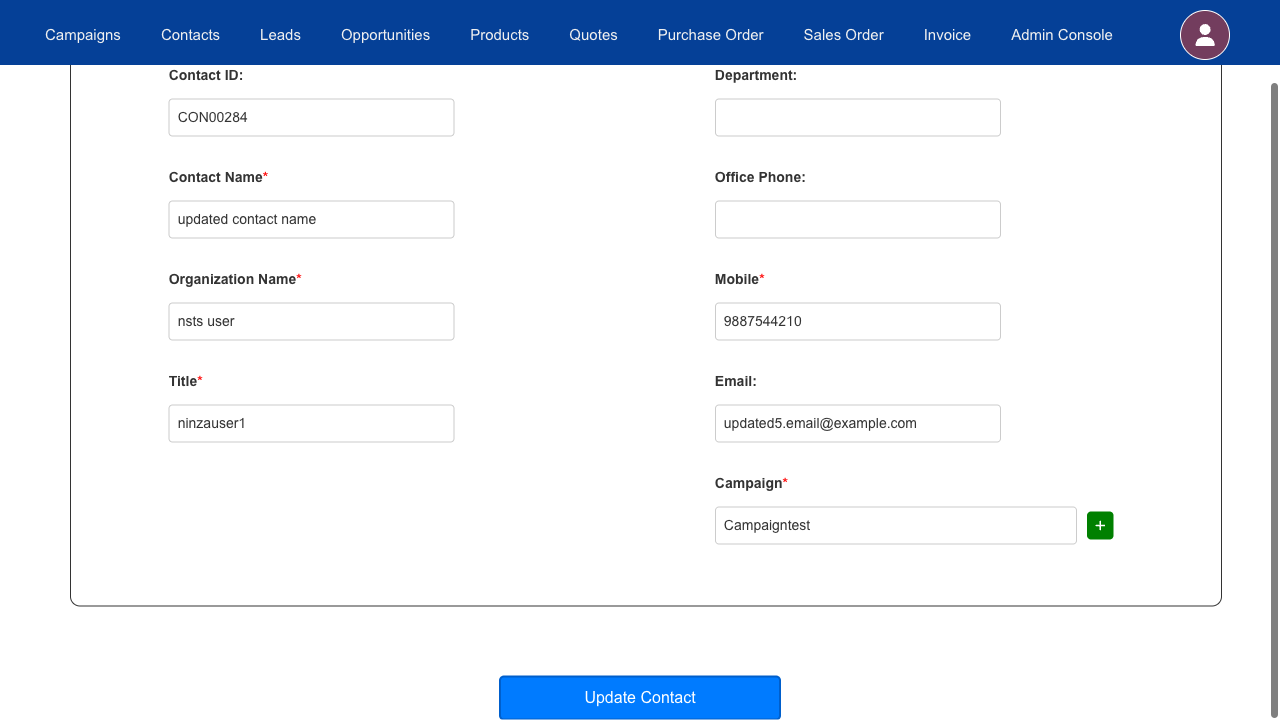 Campaigns Contacts Leads Opportunities Products Quotes Purchase Order Sales Order Invoice Admin Console
Contact ID:
CON00284
Contact Name*
updated contact name
Organization Name*
nsts user
Title*
ninzauser1
Department:
Office Phone:
Mobile*
9887544210
Email:
updated5.email@example.com
Campaign*
Campaigntest
+
Update Contact